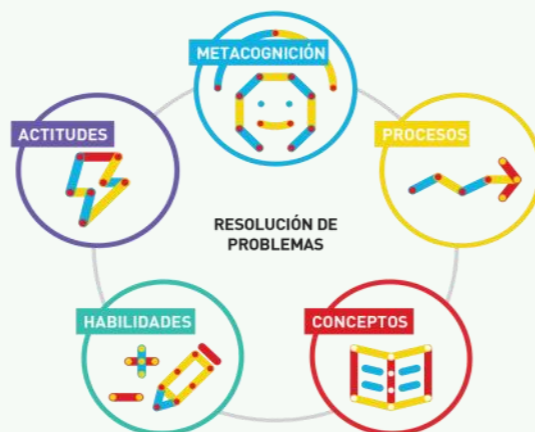 METACOGNICIÓN
ACTITUDES
PROCESOS
RESOLUCIÓN DE
PROBLEMAS
HABILIDADES
CONCEPTOS